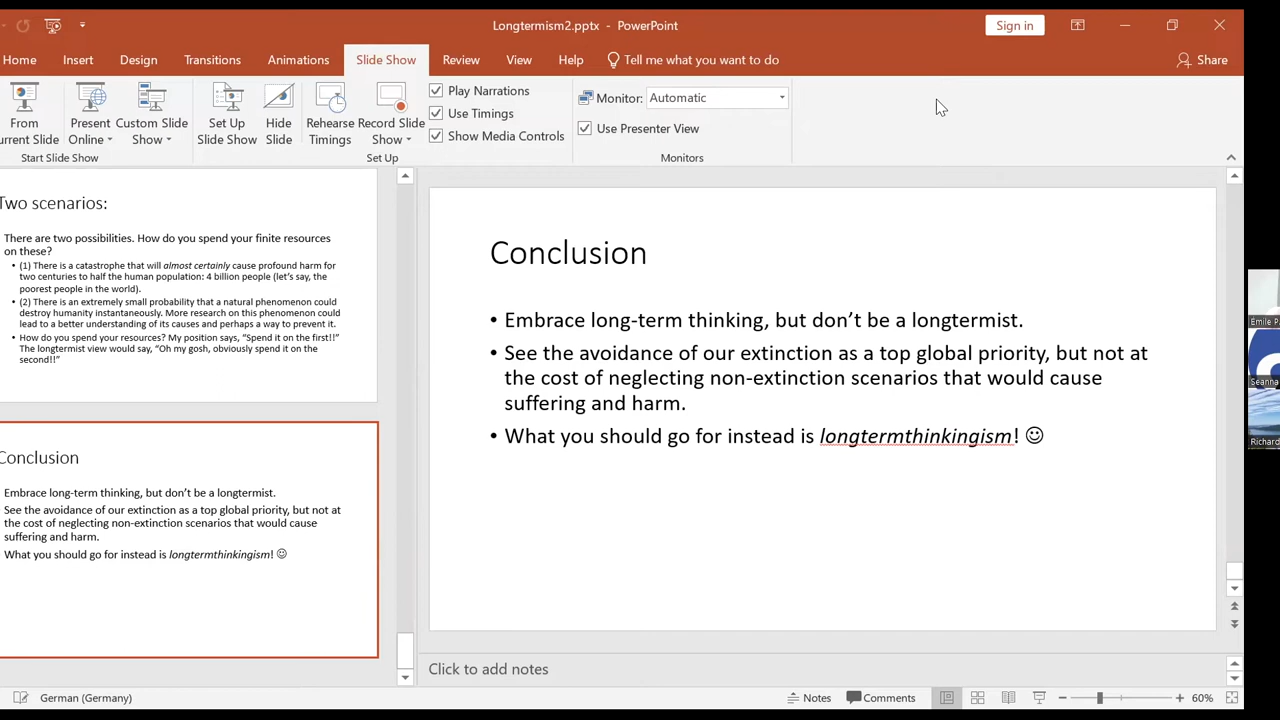 Longtermism2.pptx - PowerPoint
Sign in
Home Insert Design Transitions Animations Slide Show Review View Help Tell me what you want to do Share
From
Present
Custom Slide
Set Up
Hide
Rehearse
Record Slide
Online
Show
Slide Show
Slide
Timings
Show
Play Narrations
Use Timings
Show Media Controls
Monitor: Automatic
Use Presenter View
Start Slide Show
Set Up
Monitors
Two scenarios:
There are two possibilities. How do you spend your finite resources
on these?
• (1) There is a catastrophe that will almost certainly cause profound harm for
two centuries to half the human population: 4 billion people (let’s say, the
poorest people in the world).
• (2) There is an extremely small probability that a natural phenomenon could
destroy humanity instantaneously. More research on this phenomenon could
lead to a better understanding of its causes and perhaps a way to prevent it.
• How do you spend your resources? My position says, “Spend it on the first!!”
The longtermist view would say, “Oh my gosh, obviously spend it on the
second!!”
Conclusion
Embrace long-term thinking, but don’t be a longtermist.
See the avoidance of our extinction as a top global priority, but not at
the cost of neglecting non-extinction scenarios that would cause
suffering and harm.
What you should go for instead is longtermthinkingism! ☺
Conclusion
• Embrace long-term thinking, but don’t be a longtermist.
• See the avoidance of our extinction as a top global priority, but not at
the cost of neglecting non-extinction scenarios that would cause
suffering and harm.
• What you should go for instead is longtermthinkingism! ☺
Click to add notes
Émile P.
Seanna
Richard
German (Germany)
Notes
Comments
60%